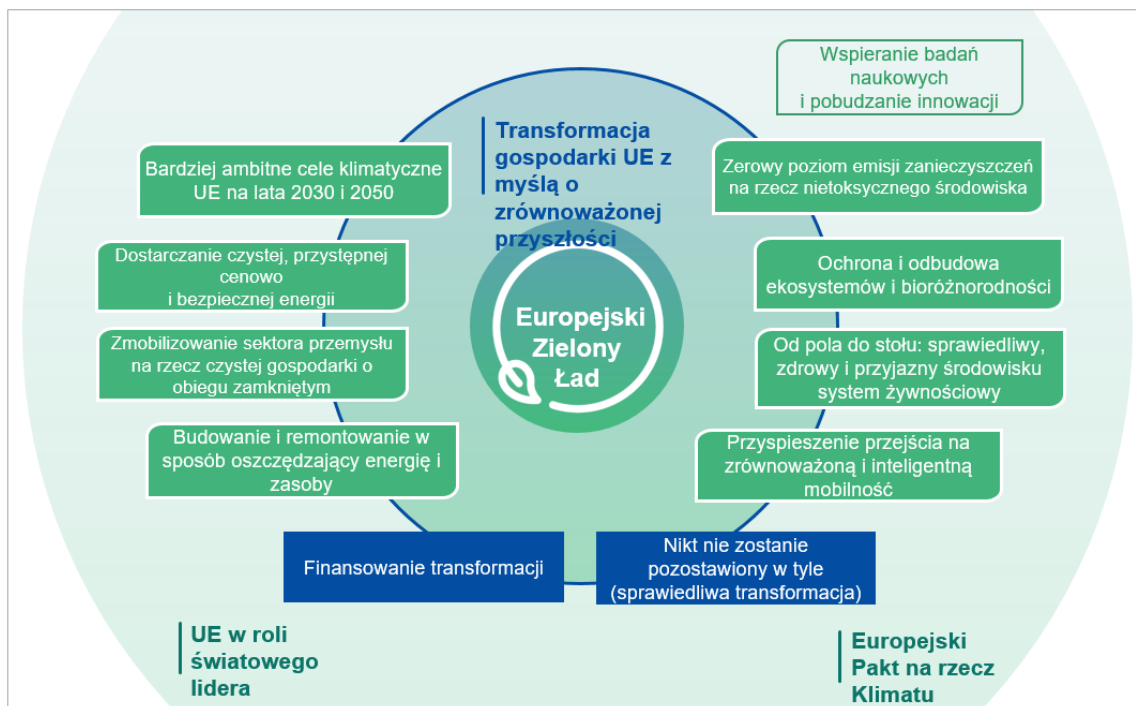 Wspieranie badań
naukowych
i pobudzanie innowacji
Transformacja
gospodarki UE z
myślą o
zrównoważonej
przyszłości
Bardziej ambitne cele klimatyczne
UE na lata 2030 i 2050
Zerowy poziom emisji zanieczyszczeń
na rzecz nietoksycznego środowiska
Dostarczanie czystej, przystępnej
cenowo
i bezpiecznej energii
Ochrona i odbudowa
ekosystemów i bioróżnorodności
Europejski
Zielony
Ład
Zmobilizowanie sektora przemysłu
na rzecz czystej gospodarki o
obiegu zamkniętym
Od pola do stołu: sprawiedliwy,
zdrowy i przyjazny środowisku
system żywnościowy
Budowanie i remontowanie w
sposób oszczędzający energię i
zasoby
Przyspieszenie przejścia na
zrównoważoną i inteligentną
mobilność
Finansowanie transformacji
Nikt nie zostanie
pozostawiony w tyle
(sprawiedliwa transformacja)
UE w roli
światowego
lidera
Europejski
Pakt na rzecz
Klimatu